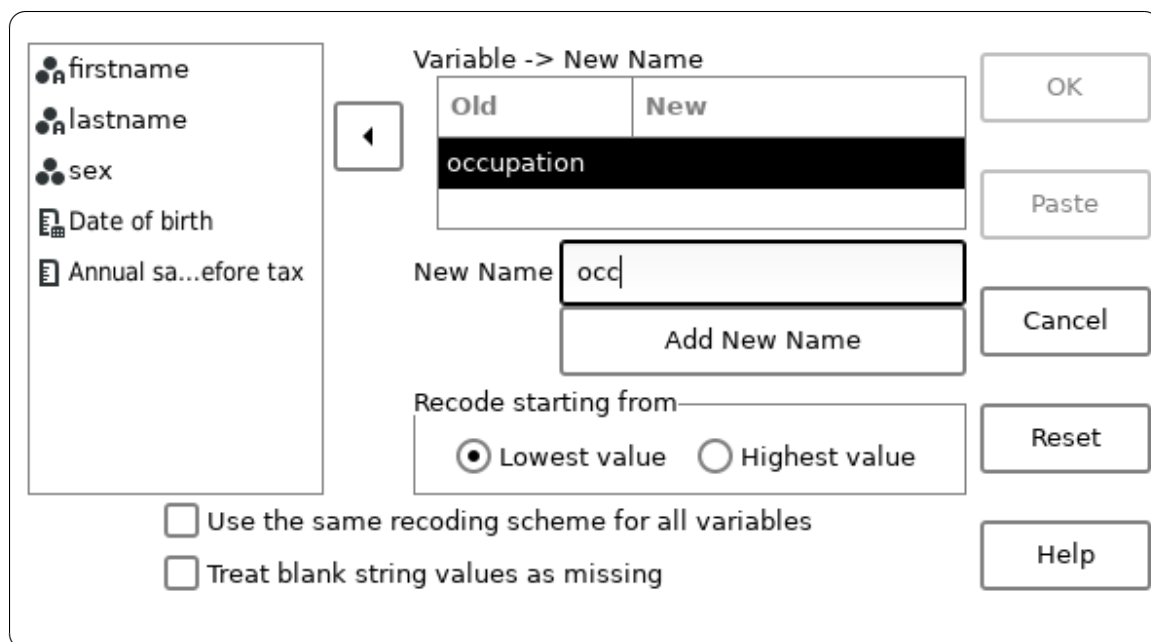 firstname
lastname
sex
Date of birth
Annual sa...efore tax
Variable -> New Name
Old New
occupation
New Name occ
Add New Name
Recode starting from
Lowest value Highest value
Use the same recoding scheme for all variables
Treat blank string values as missing
OK
Paste
Cancel
Reset
Help